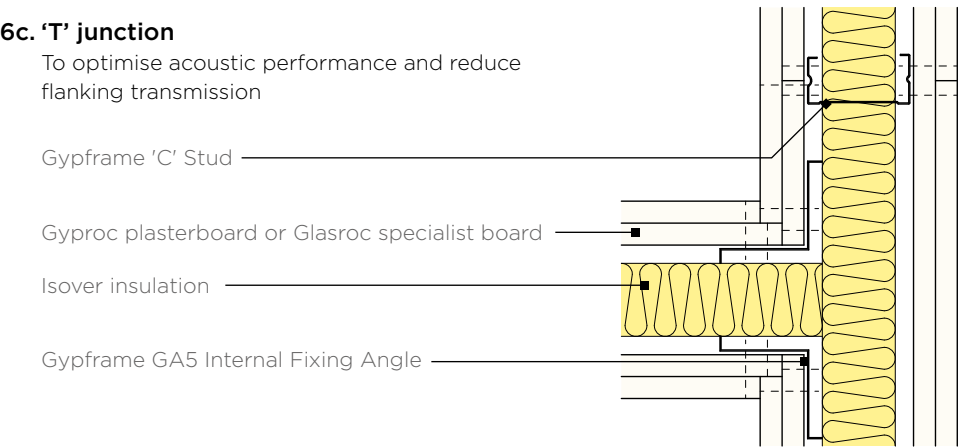 6c. ‘T’ junction
To optimise acoustic performance and reduce
flanking transmission
Gypframe 'C' Stud
Gyproc plasterboard or Glasroc specialist board
Isover insulation
Gypframe GA5 Internal Fixing Angle